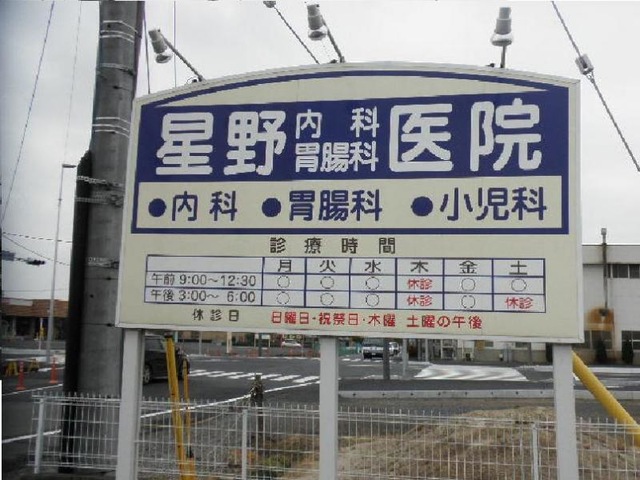 星野内科胃腸科医院
●内科 ●胃腸科 ●小児科
診療時間
月 火 水 木 金 土
午前 9:00〜12:30 ○ ○ ○ 休診 ○ ○
午後 3:00〜 6:00 ○ ○ ○ 休診 ○ 休診
休診日 日曜日・祝祭日・木曜 土曜の午後